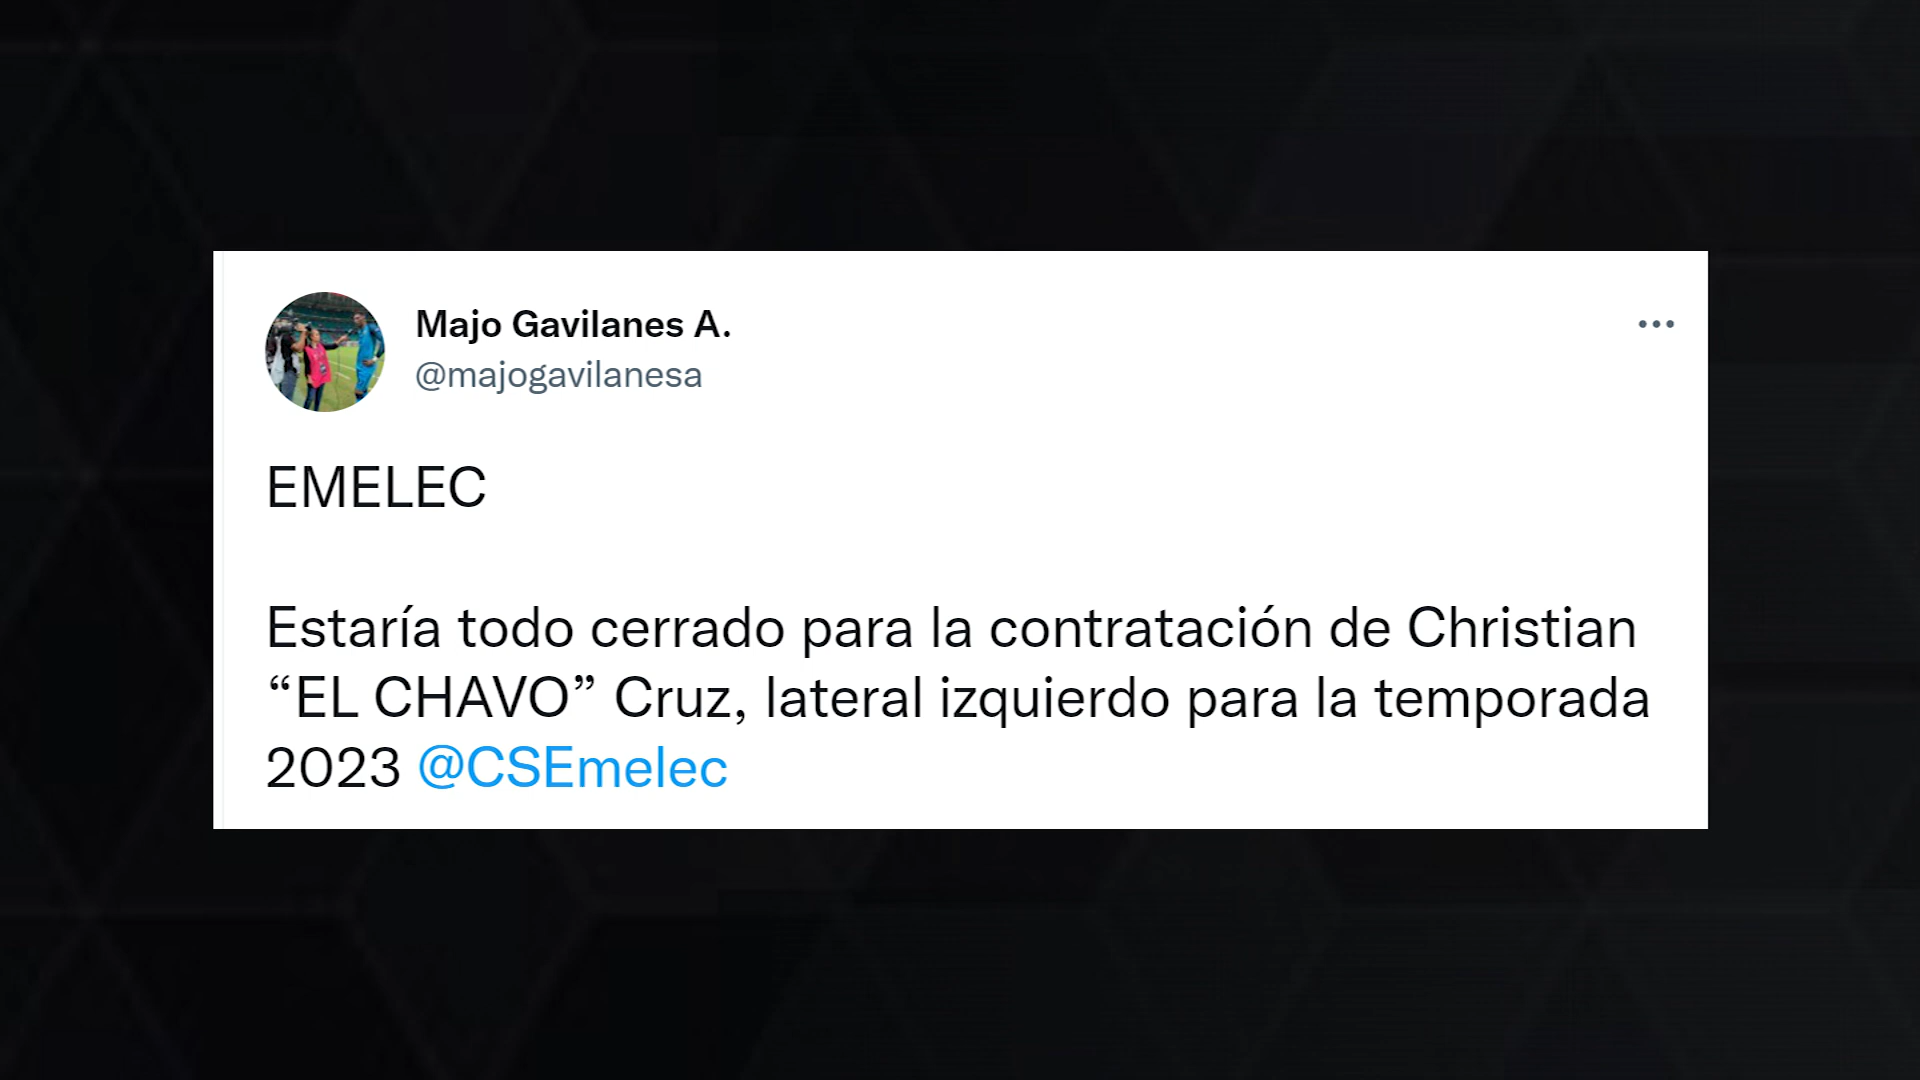 Majo Gavilanes A.
@majogavilanesa
EMELEC
Estaría todo cerrado para la contratación de Christian
“EL CHAVO” Cruz, lateral izquierdo para la temporada
2023 @CSEmelec